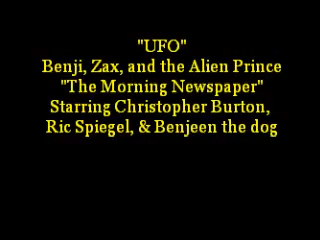 "UFO"
Benji, Zax, and the Alien Prince
"The Morning Newspaper"
Starring Christopher Burton,
Ric Spiegel, & Benjeen the dog